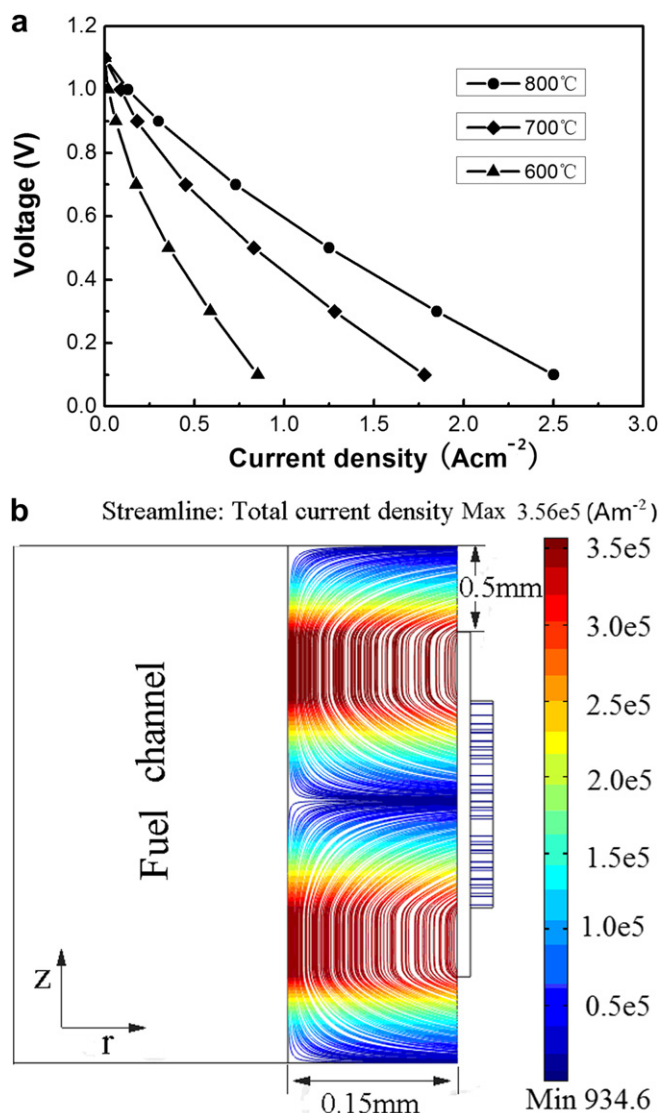 a
1.2
1.0
0.8
0.6
0.4
0.2
0.0
Voltage (V)
800℃
700℃
600℃
0.0 0.5 1.0 1.5 2.0 2.5 3.0
Current density (Acm⁻²)
b Streamline: Total current density Max 3.56e5 (Am⁻²)
0.5mm
3.5e5
3.0e5
2.5e5
2.0e5
1.5e5
1.0e5
0.5e5
Fuel channel
z
r
0.15mm
Min 934.6